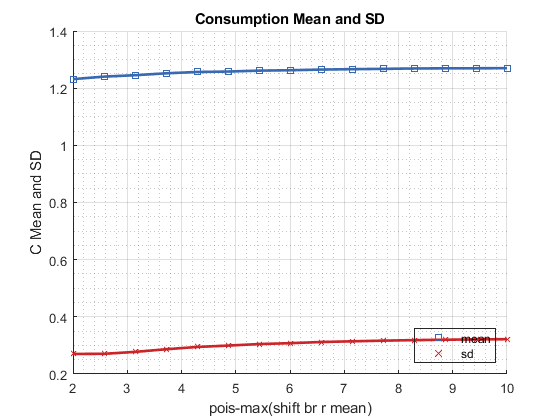 Consumption Mean and SD
1.4
1.2
1
0.8
0.6
0.4
0.2
C Mean and SD
mean
sd
2 3 4 5 6 7 8 9 10
pois-max(shift br r mean)